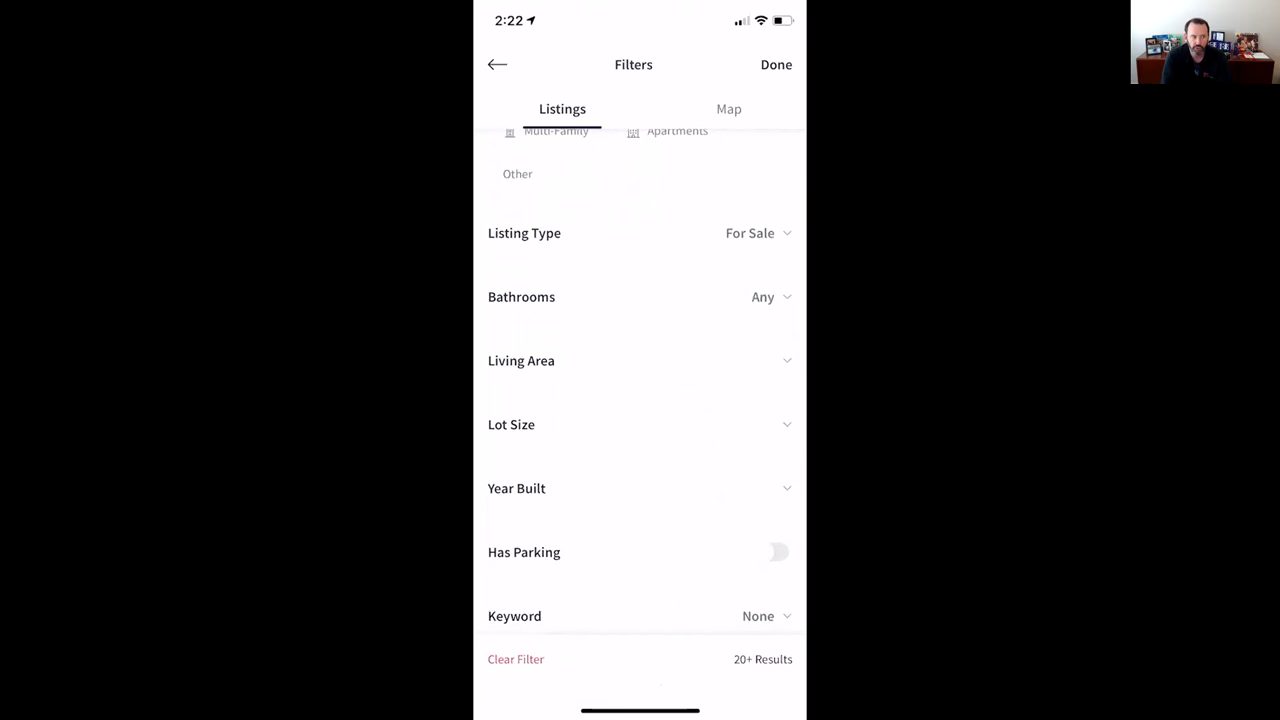 2:22
Filters
Done
Listings
Map
Multi-Family
Apartments
Other
Listing Type
For Sale
Bathrooms
Any
Living Area
Lot Size
Year Built
Has Parking
Keyword
None
Clear Filter
20+ Results